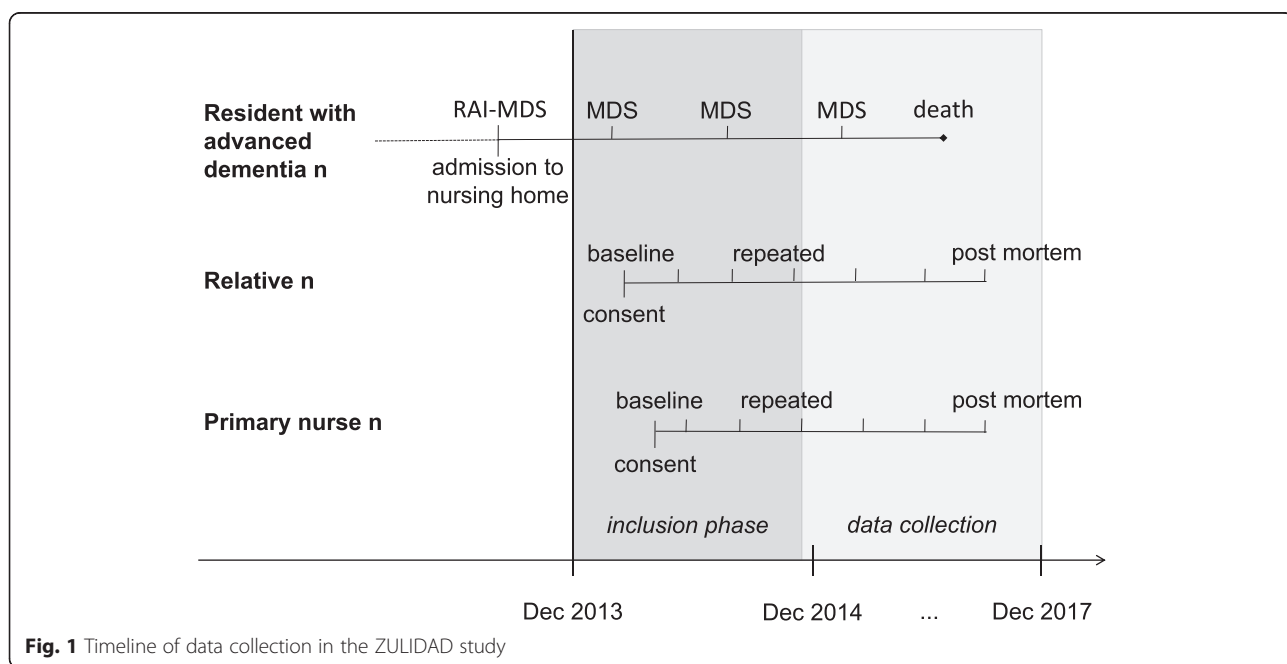 Resident with
advanced
dementia n
RAI-MDS
MDS
MDS
MDS
death
admission to
nursing home
Relative n
baseline
repeated
post mortem
consent
Primary nurse n
baseline
repeated
post mortem
consent
inclusion phase
data collection
Dec 2013
Dec 2014
...
Dec 2017
Fig. 1 Timeline of data collection in the ZULIDAD study